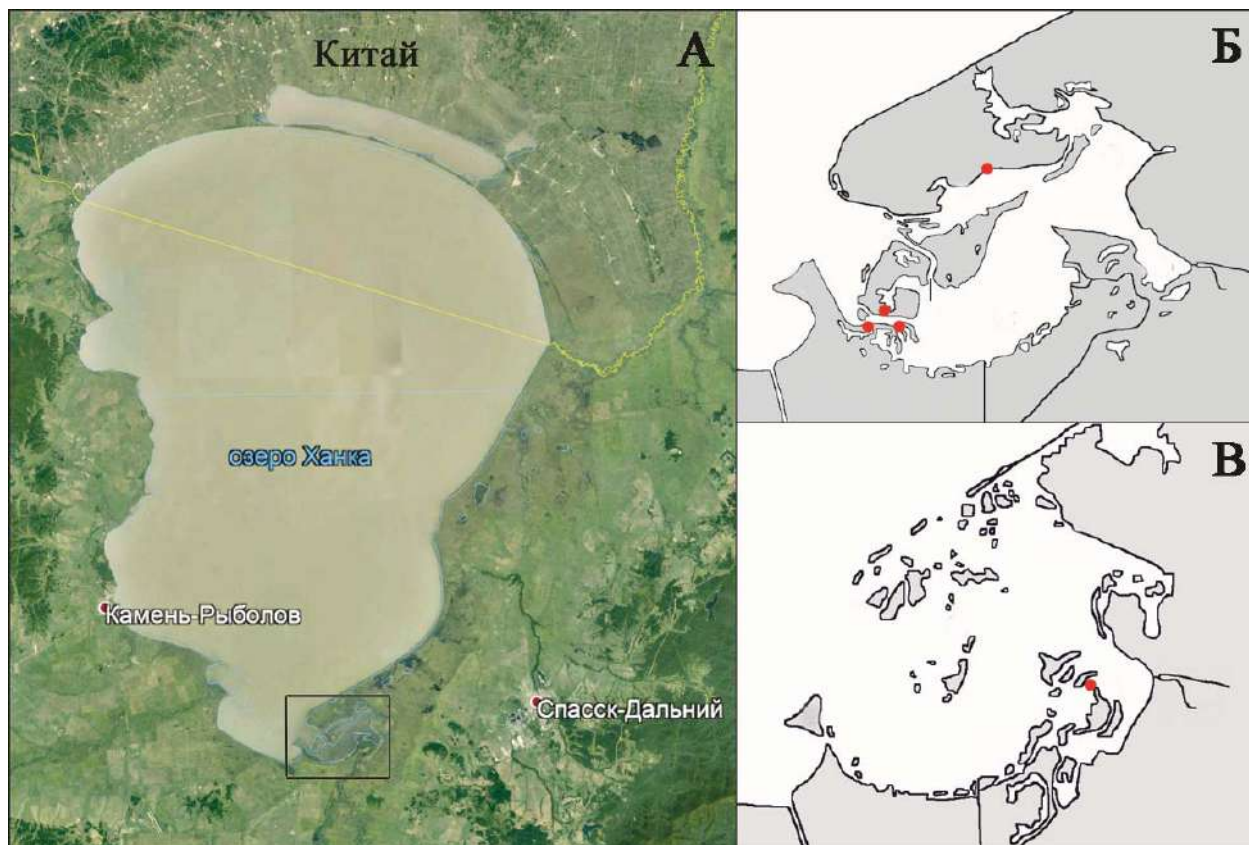 Китай
А
Б
озеро Ханка
В
Камень-Рыболов
Спасск-Дальний